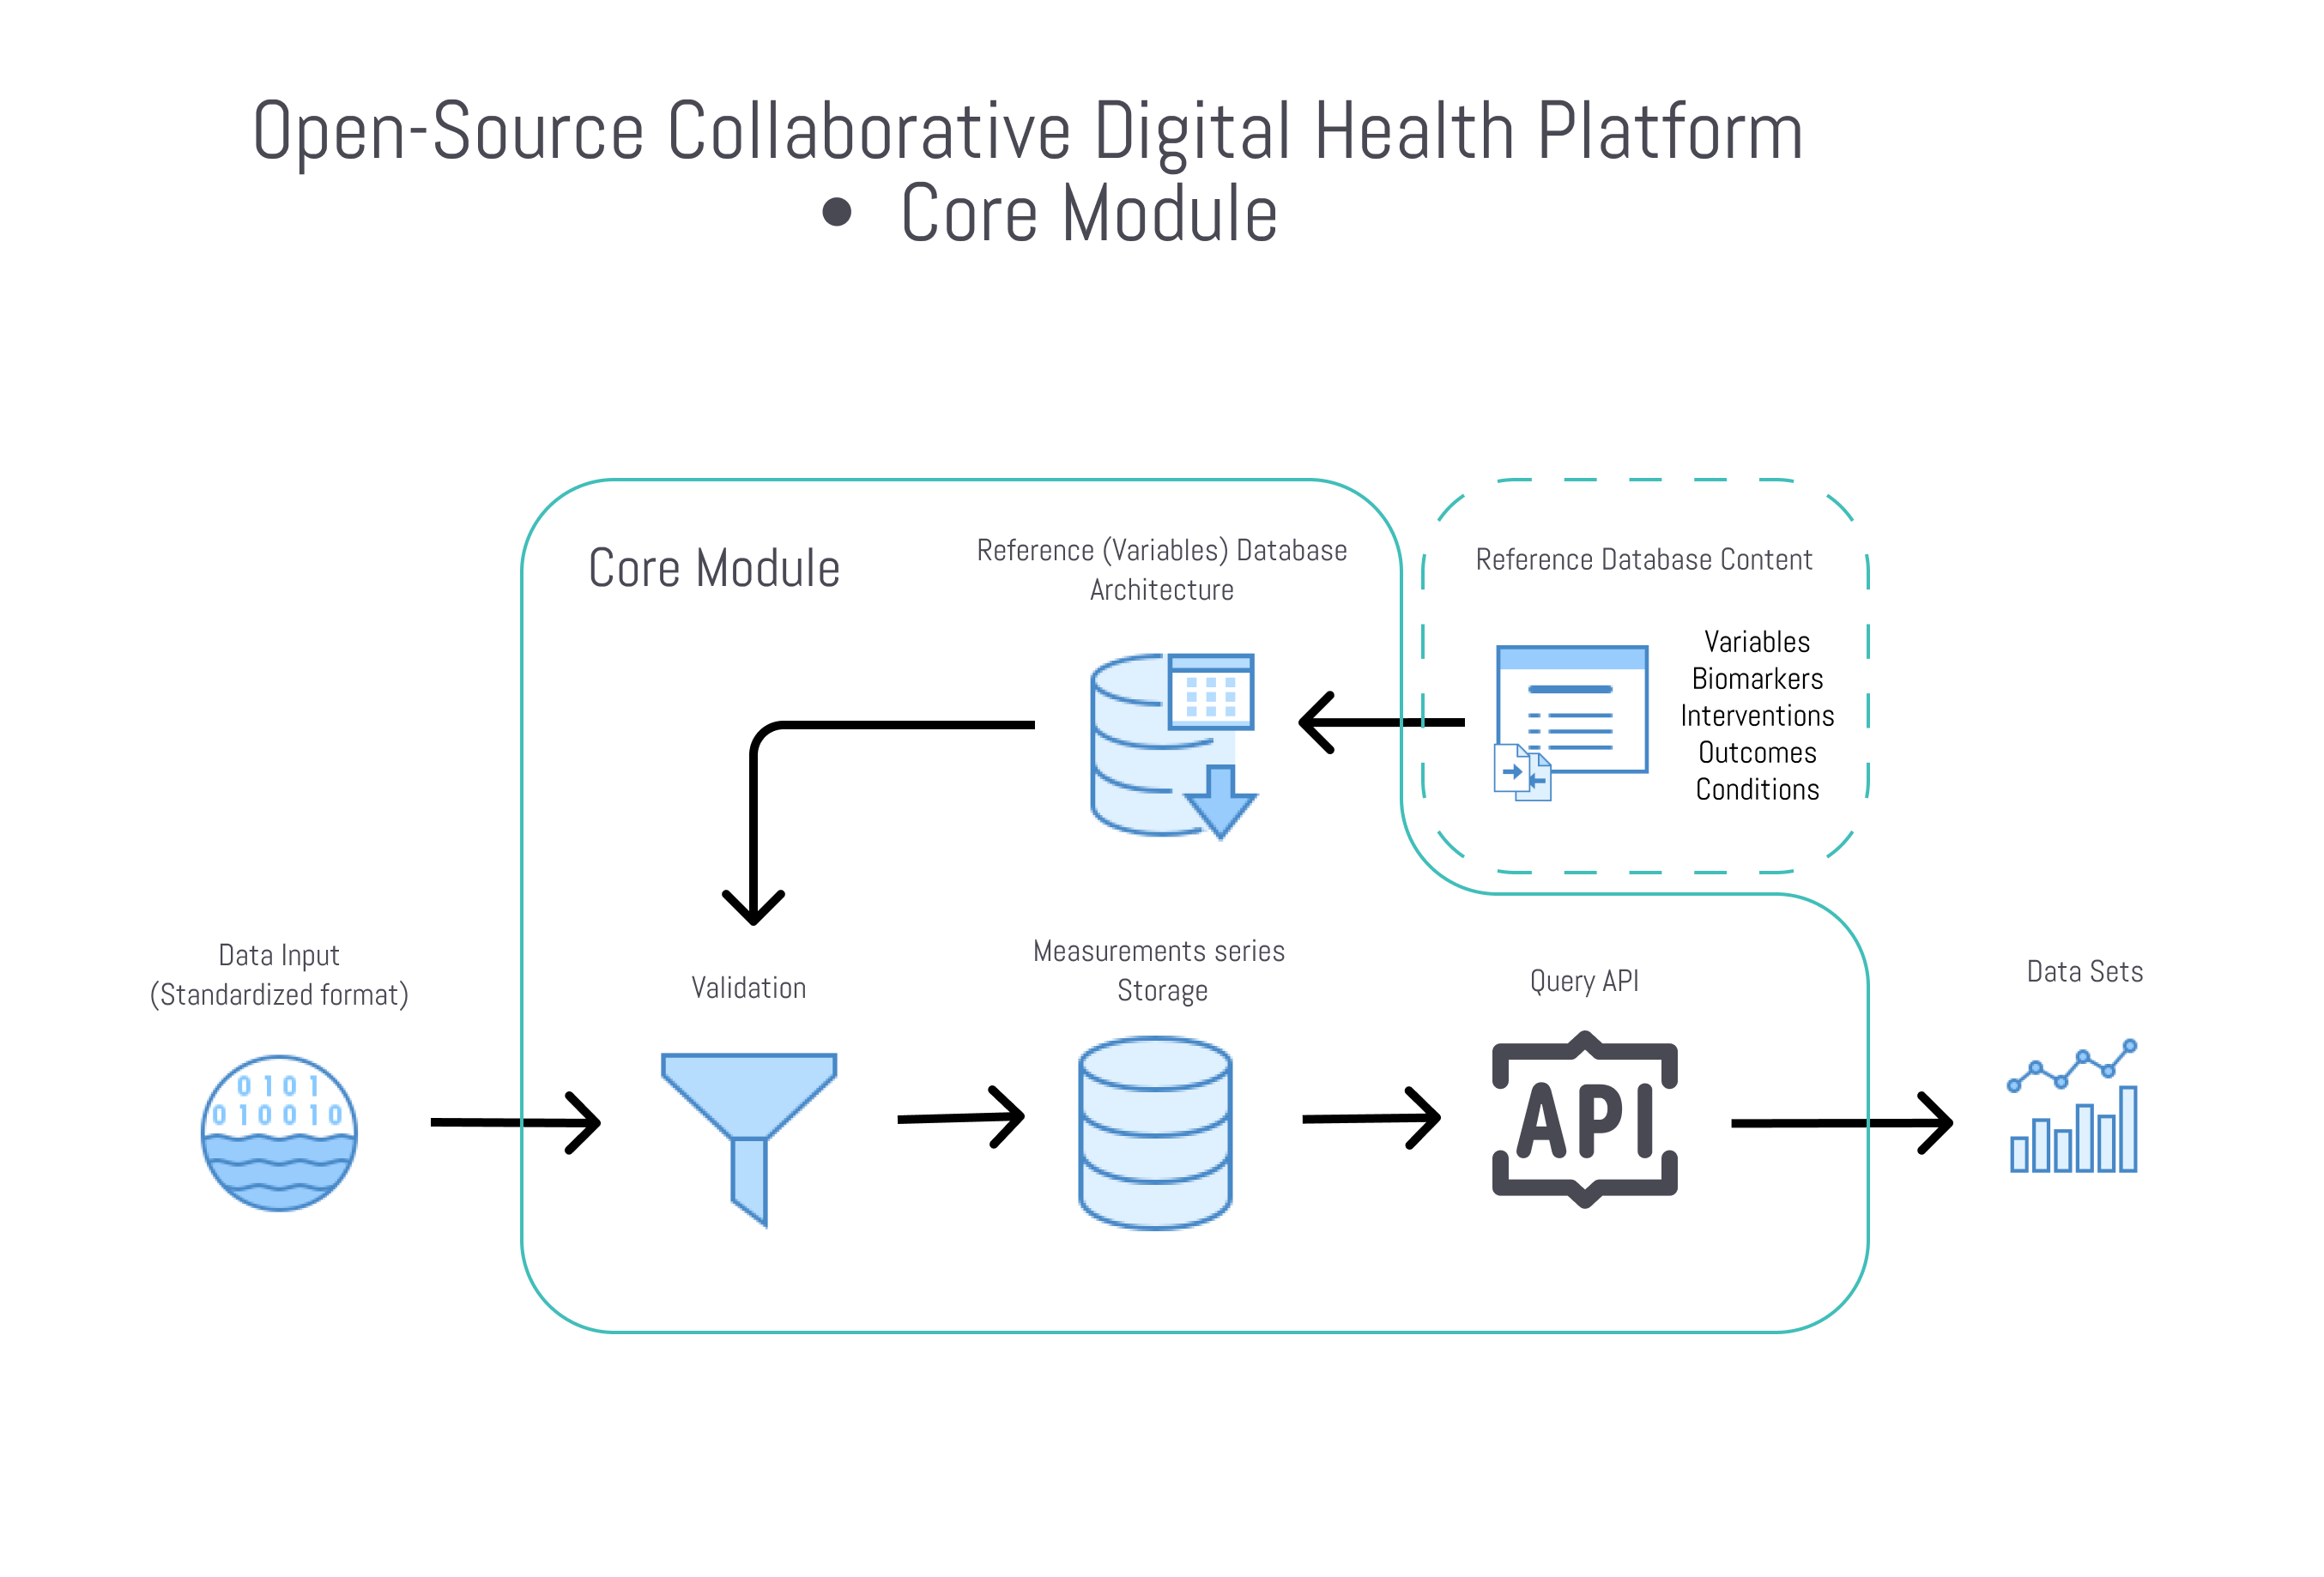 Open-Source Collaborative Digital Health Platform
• Core Module
Core Module
Reference (Variables) Database
Architecture
Reference Database Content
Variables
Biomarkers
Interventions
Outcomes
Conditions
Data Input
(Standardized format)
Validation
Measurements series
Storage
Query API
Data Sets
0 1 0 1
0 1 0 0 1 0
API